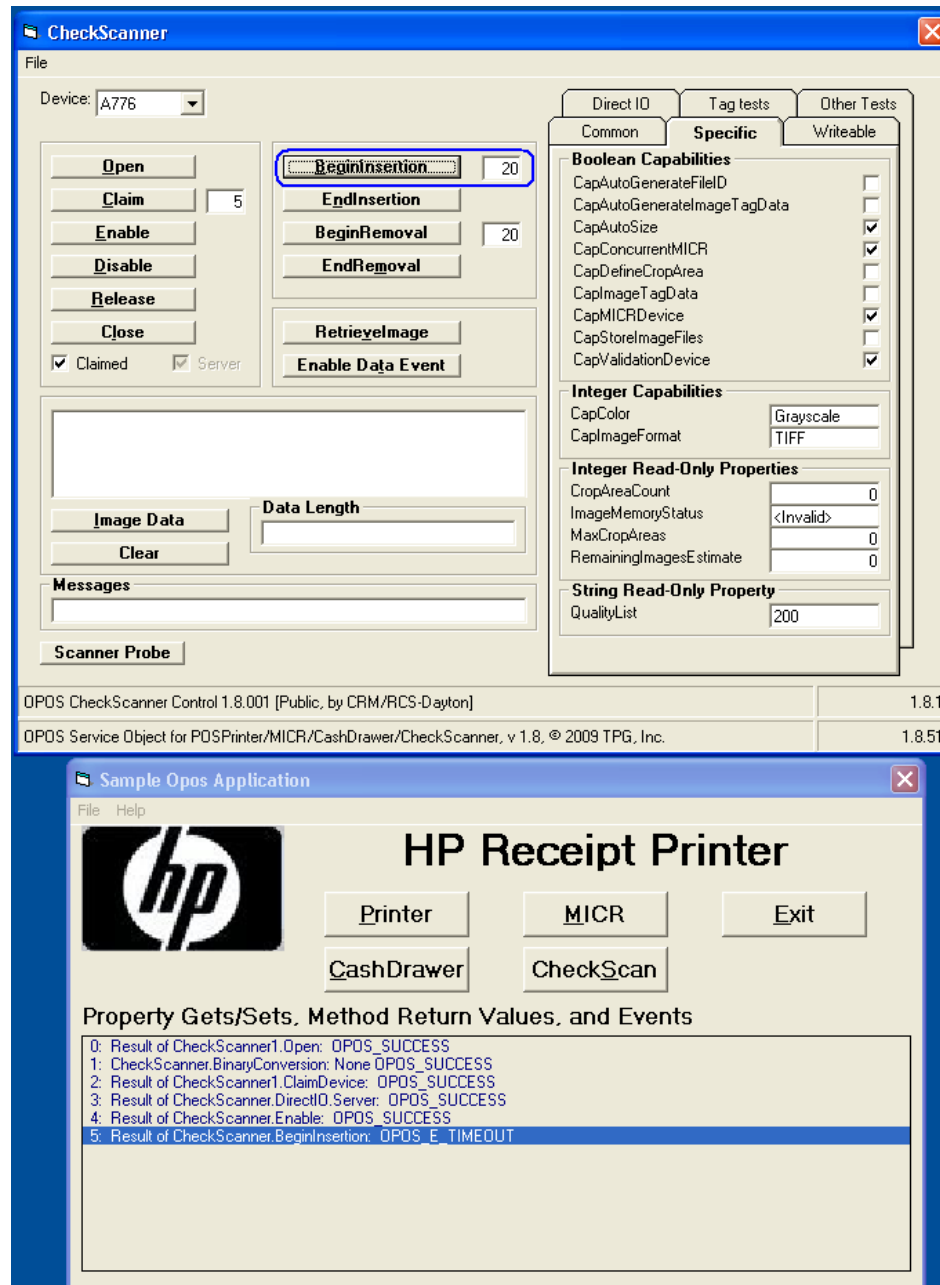 CheckScanner
File
Device: A776
Open
Claim 5
Enable
Disable
Release
Close
Claimed Server
BeginInsertion 20
EndInsertion
BeginRemoval 20
EndRemoval
RetrieveImage
Enable Data Event
Image Data
Clear
Data Length
Messages
Scanner Probe
Direct IO Tag tests Other Tests
Common Specific Writeable
Boolean Capabilities
CapAutoGenerateFileID
CapAutoGenerateImageTagData
CapAutoSize
CapConcurrentMICR
CapDefineCropArea
CapImageTagData
CapMICRDevice
CapStoreImageFiles
CapValidationDevice
Integer Capabilities
CapColor Grayscale
CapImageFormat TIFF
Integer Read-Only Properties
CropAreaCount 0
ImageMemoryStatus <Invalid>
MaxCropAreas 0
RemainingImagesEstimate 0
String Read-Only Property
QualityList 200
OPOS CheckScanner Control 1.8.001 [Public, by CRM/RCS-Dayton] 1.8.1
OPOS Service Object for POSPrinter/MICR/CashDrawer/CheckScanner, v 1.8, © 2009 TPG, Inc. 1.8.51
Sample Opos Application
File Help
hp
HP Receipt Printer
Printer MICR Exit
CashDrawer CheckScan
Property Gets/Sets, Method Return Values, and Events
0: Result of CheckScanner1.Open: OPOS_SUCCESS
1: CheckScanner.BinaryConversion: None OPOS_SUCCESS
2: Result of CheckScanner1.ClaimDevice: OPOS_SUCCESS
3: Result of CheckScanner.DirectIO.Server: OPOS_SUCCESS
4: Result of CheckScanner.Enable: OPOS_SUCCESS
5: Result of CheckScanner.BeginInsertion: OPOS_E_TIMEOUT